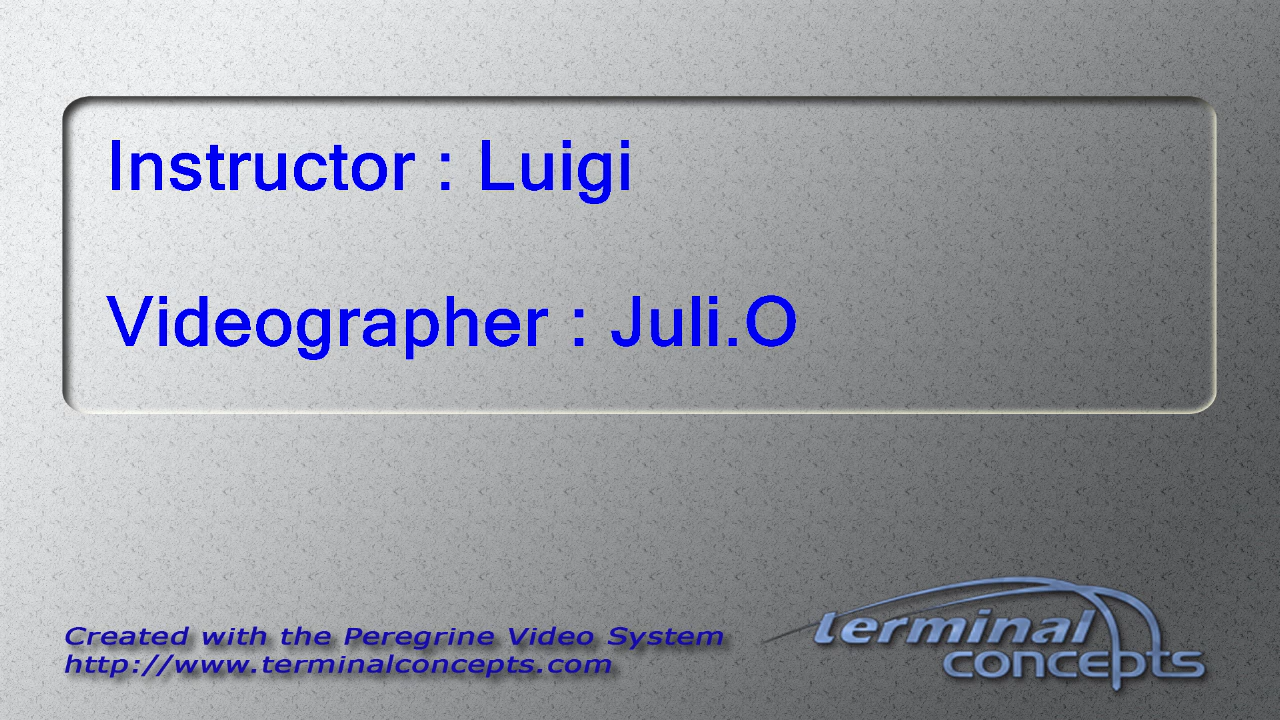 Instructor : Luigi
Videographer : Juli.O
Created with the Peregrine Video System
http://www.terminalconcepts.com
terminal
concepts